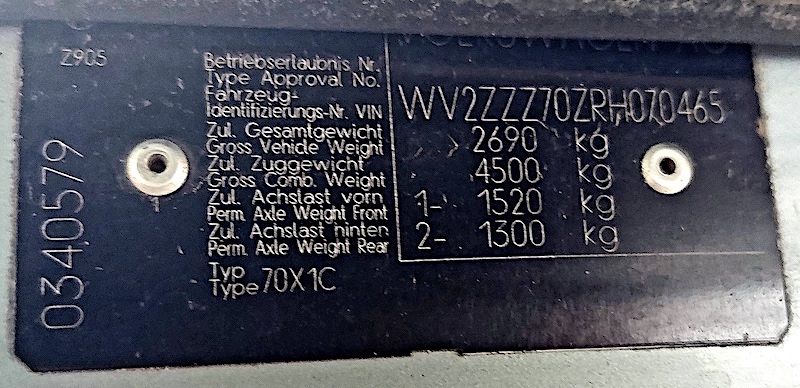 Z905
0340579
Betriebserlaubnis Nr.
Type Approval No.
Fahrzeug-
Identifizierungs-Nr. VIN WV2ZZZ70ZRH070465
Zul. Gesamtgewicht
Gross Vehicle Weight 2690 kg
Zul. Zuggewicht
Gross Comb. Weight 4500 kg
Zul. Achslast vorn
Perm. Axle Weight Front 1- 1520 kg
Zul. Achslast hinten
Perm. Axle Weight Rear 2- 1300 kg
Typ
Type 70X1C